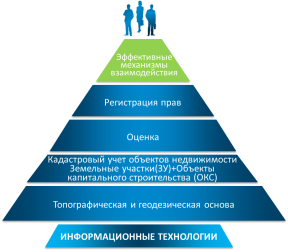 Эффективные
механизмы
взаимодействия
Регистрация прав
Оценка
Кадастровый учет объектов недвижимости
Земельные участки(ЗУ)+Объекты
капитального строительства (ОКС)
Топографическая и геодезическая основа
ИНФОРМАЦИОННЫЕ ТЕХНОЛОГИИ